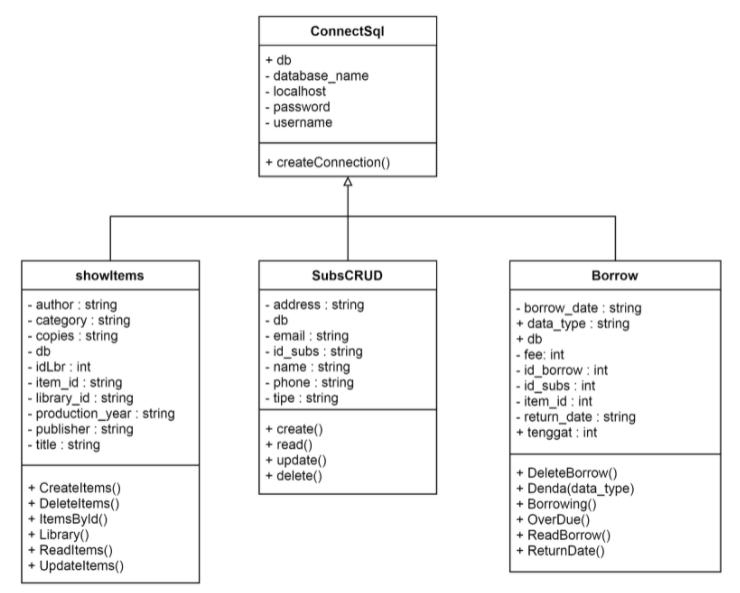 ConnectSql
+ db
- database_name
- localhost
- password
- username
+ createConnection()
showItems
- author : string
- category : string
- copies : string
- db
- idLbr : int
- item_id : string
- library_id : string
- production_year : string
- publisher : string
- title : string
+ CreateItems()
+ DeleteItems()
+ ItemsById()
+ Library()
+ ReadItems()
+ UpdateItems()
SubsCRUD
- address : string
- db
- email : string
- id_subs : string
- name : string
- phone : string
- tipe : string
+ create()
+ read()
+ update()
+ delete()
Borrow
- borrow_date : string
+ data_type : string
+ db
- fee: int
- id_borrow : int
- id_subs : int
- item_id : int
- return_date : string
+ tenggat : int
+ DeleteBorrow()
+ Denda(data_type)
+ Borrowing()
+ OverDue()
+ ReadBorrow()
+ ReturnDate()